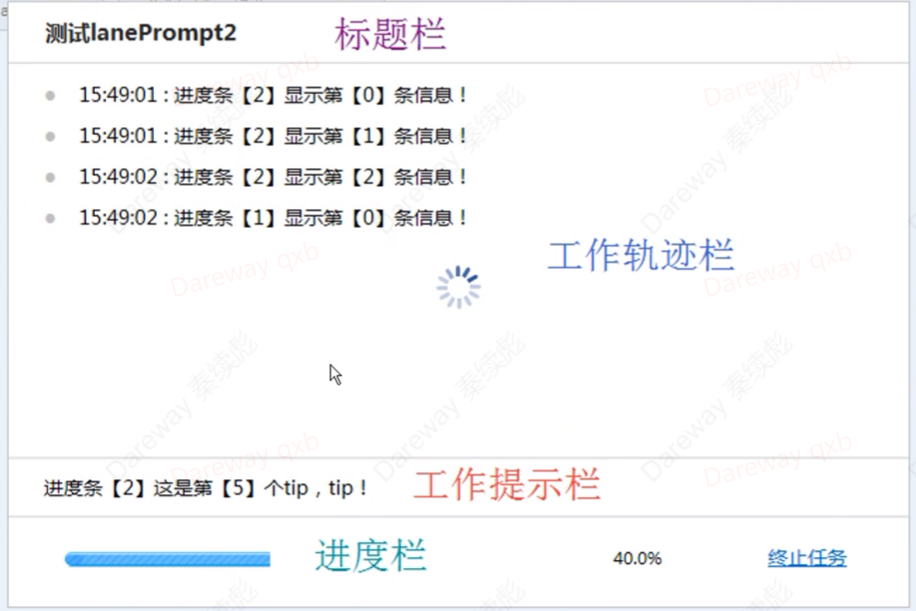 测试lanePrompt2 标题栏
15:49:01 : 进度条【2】显示第【0】条信息！
15:49:01 : 进度条【2】显示第【1】条信息！
15:49:02 : 进度条【2】显示第【2】条信息！
15:49:02 : 进度条【1】显示第【0】条信息！
工作轨迹栏
进度条【2】这是第【5】个tip，tip！ 工作提示栏
进度栏 40.0% 终止任务
Dareway qxb
Dareway 秦续彪